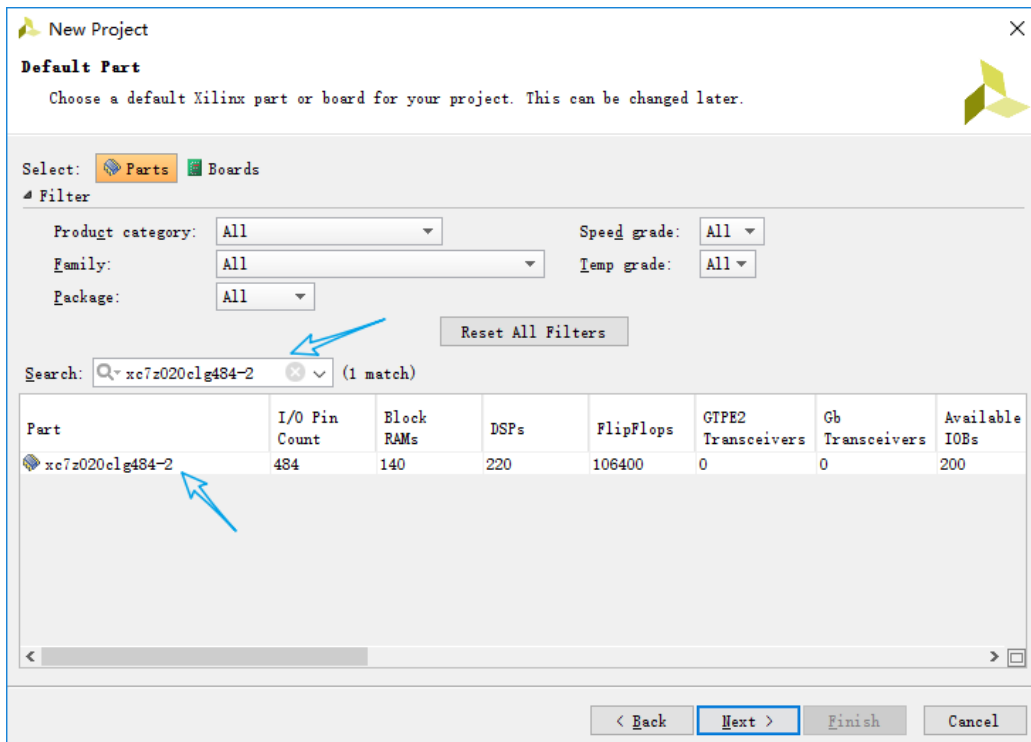 New Project
Default Part
Choose a default Xilinx part or board for your project. This can be changed later.
Select: Parts Boards
Filter
Product category: All Speed grade: All
Family: All Temp grade: All
Package: All
Reset All Filters
Search: xc7z020clg484-2 (1 match)
Part I/O Pin Count Block RAMs DSPs FlipFlops GTPE2 Transceivers Gb Transceivers Available IOBs
xc7z020clg484-2 484 140 220 106400 0 0 200
< Back Next > Finish Cancel